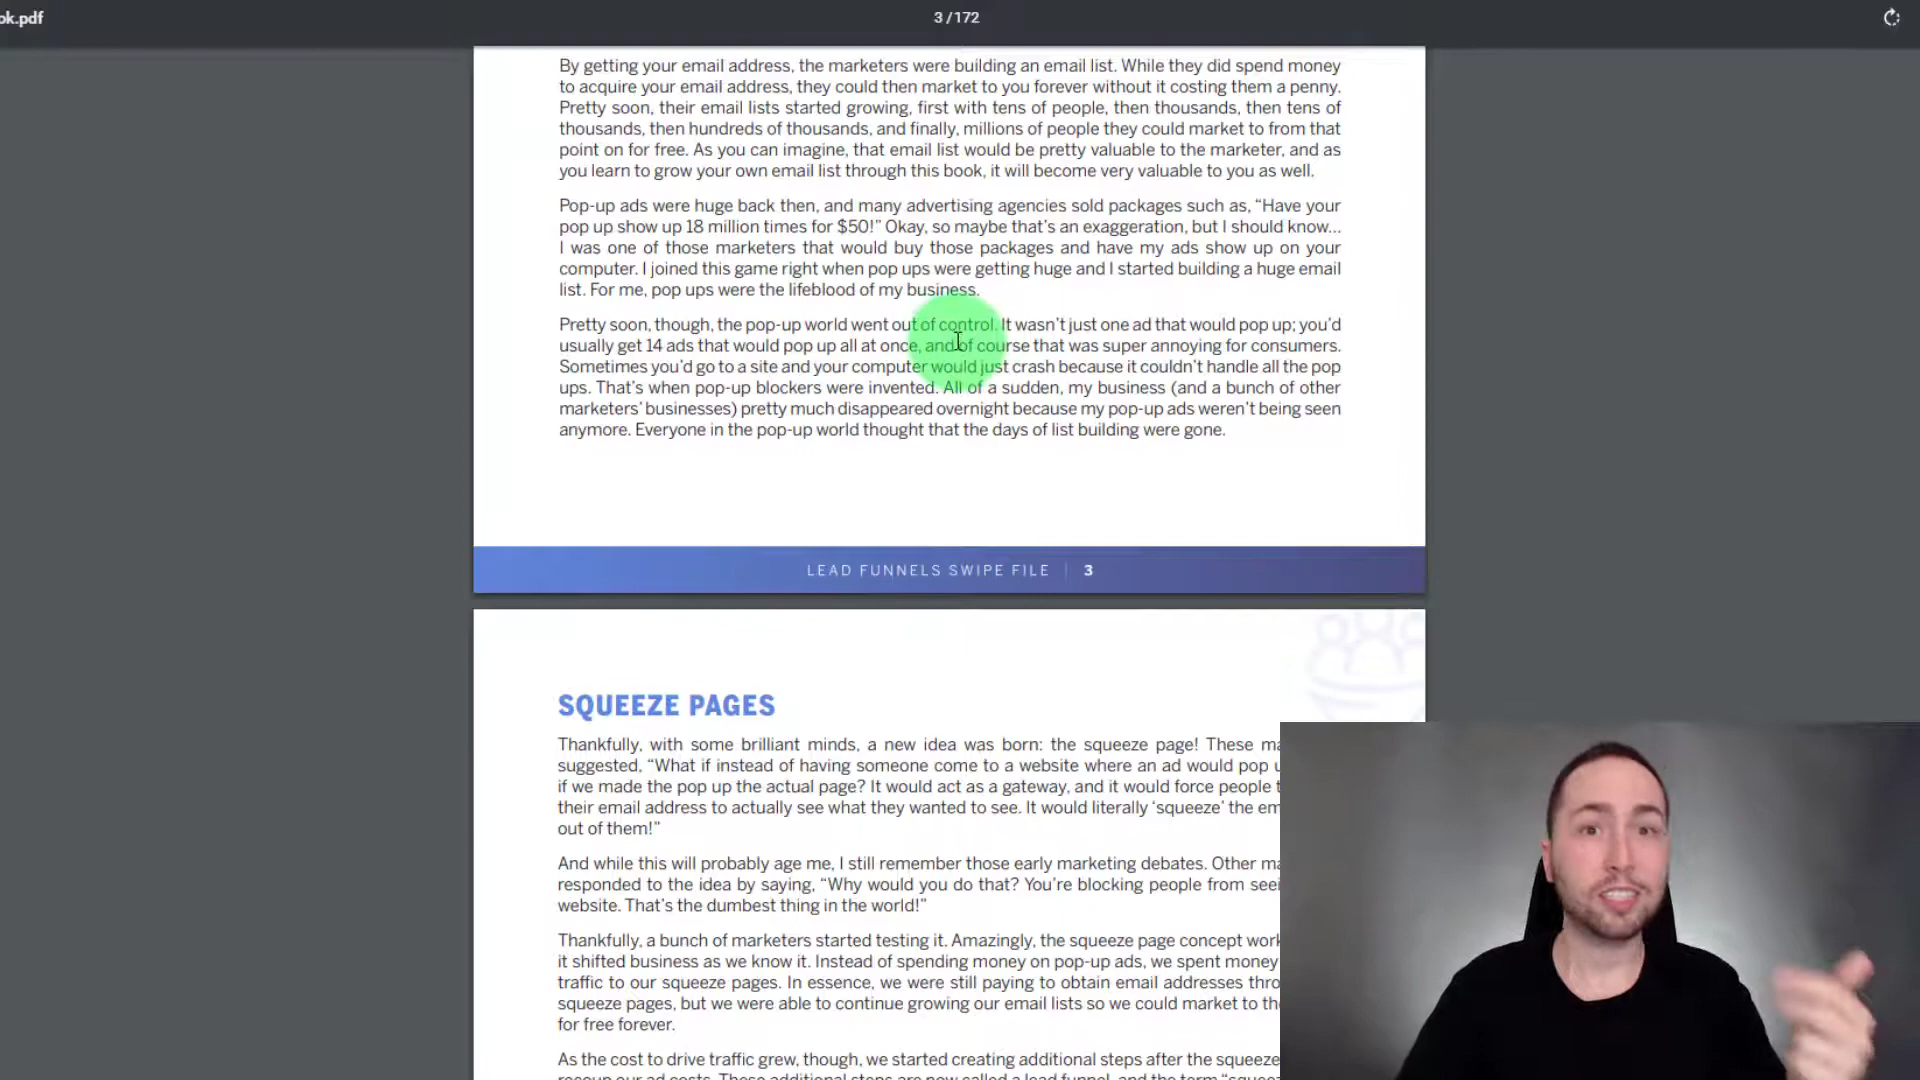 ok.pdf
3 / 172
By getting your email address, the marketers were building an email list. While they did spend money
to acquire your email address, they could then market to you forever without it costing them a penny.
Pretty soon, their email lists started growing, first with tens of people, then thousands, then tens of
thousands, then hundreds of thousands, and finally, millions of people they could market to from that
point on for free. As you can imagine, that email list would be pretty valuable to the marketer, and as
you learn to grow your own email list through this book, it will become very valuable to you as well.
Pop-up ads were huge back then, and many advertising agencies sold packages such as, “Have your
pop up show up 18 million times for $50!” Okay, so maybe that’s an exaggeration, but I should know...
I was one of those marketers that would buy those packages and have my ads show up on your
computer. I joined this game right when pop ups were getting huge and I started building a huge email
list. For me, pop ups were the lifeblood of my business.
Pretty soon, though, the pop-up world went out of control. It wasn’t just one ad that would pop up; you’d
usually get 14 ads that would pop up all at once, and of course that was super annoying for consumers.
Sometimes you’d go to a site and your computer would just crash because it couldn’t handle all the pop
ups. That’s when pop-up blockers were invented. All of a sudden, my business (and a bunch of other
marketers’ businesses) pretty much disappeared overnight because my pop-up ads weren’t being seen
anymore. Everyone in the pop-up world thought that the days of list building were gone.
LEAD FUNNELS SWIPE FILE | 3
SQUEEZE PAGES
Thankfully, with some brilliant minds, a new idea was born: the squeeze page! These ma
suggested, “What if instead of having someone come to a website where an ad would pop u
if we made the pop up the actual page? It would act as a gateway, and it would force people t
their email address to actually see what they wanted to see. It would literally ‘squeeze’ the em
out of them!”
And while this will probably age me, I still remember those early marketing debates. Other ma
responded to the idea by saying, “Why would you do that? You’re blocking people from seei
website. That’s the dumbest thing in the world!”
Thankfully, a bunch of marketers started testing it. Amazingly, the squeeze page concept work
it shifted business as we know it. Instead of spending money on pop-up ads, we spent money
traffic to our squeeze pages. In essence, we were still paying to obtain email addresses thro
squeeze pages, but we were able to continue growing our email lists so we could market to the
for free forever.
As the cost to drive traffic grew, though, we started creating additional steps after the squeeze
recoup our ad costs. These additional steps are now called a lead funnel, and the term “squee